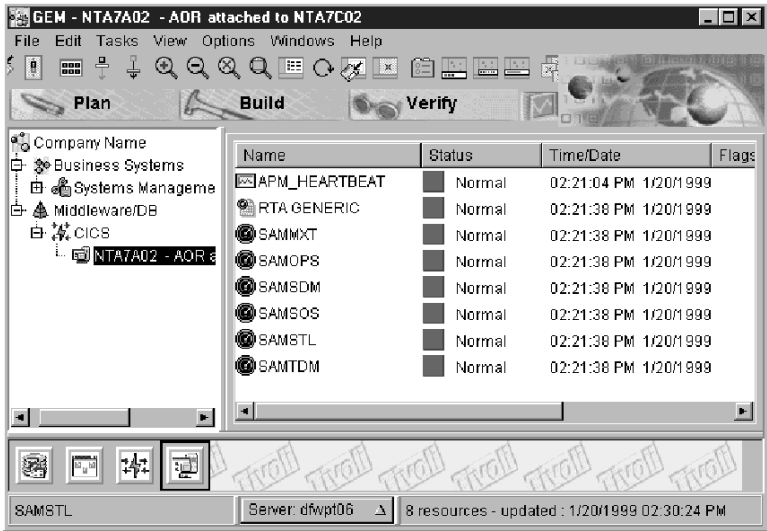 GEM - NTA7A02 - AOR attached to NTA7C02
File Edit Tasks View Options Windows Help
Plan Build Verify
Company Name
Business Systems
Systems Manageme
Middleware/DB
CICS
NTA7A02 - AOR a
Name Status Time/Date Flags
APM_HEARTBEAT Normal 02:21:04 PM 1/20/1999
RTA GENERIC Normal 02:21:38 PM 1/20/1999
SAMMXT Normal 02:21:38 PM 1/20/1999
SAMOPS Normal 02:21:38 PM 1/20/1999
SAMSDM Normal 02:21:38 PM 1/20/1999
SAMSOS Normal 02:21:38 PM 1/20/1999
SAMSTL Normal 02:21:38 PM 1/20/1999
SAMTDM Normal 02:21:38 PM 1/20/1999
Tivoli Tivoli Tivoli Tivoli Tivoli Tivoli Tivoli
SAMSTL Server: dfwpt06 8 resources - updated : 1/20/1999 02:30:24 PM